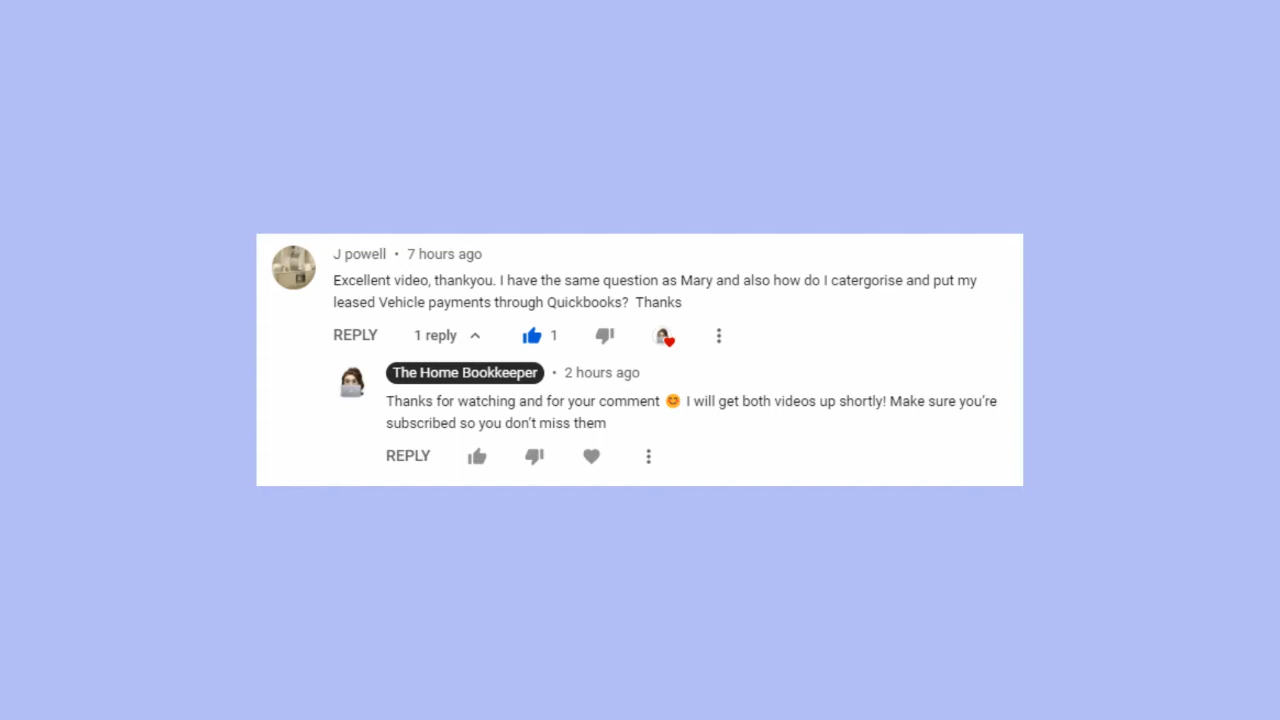 J powell • 7 hours ago
Excellent video, thankyou. I have the same question as Mary and also how do I catergorise and put my
leased Vehicle payments through Quickbooks?  Thanks
REPLY 1 reply 1
The Home Bookkeeper • 2 hours ago
Thanks for watching and for your comment 😊 I will get both videos up shortly! Make sure you’re
subscribed so you don’t miss them
REPLY